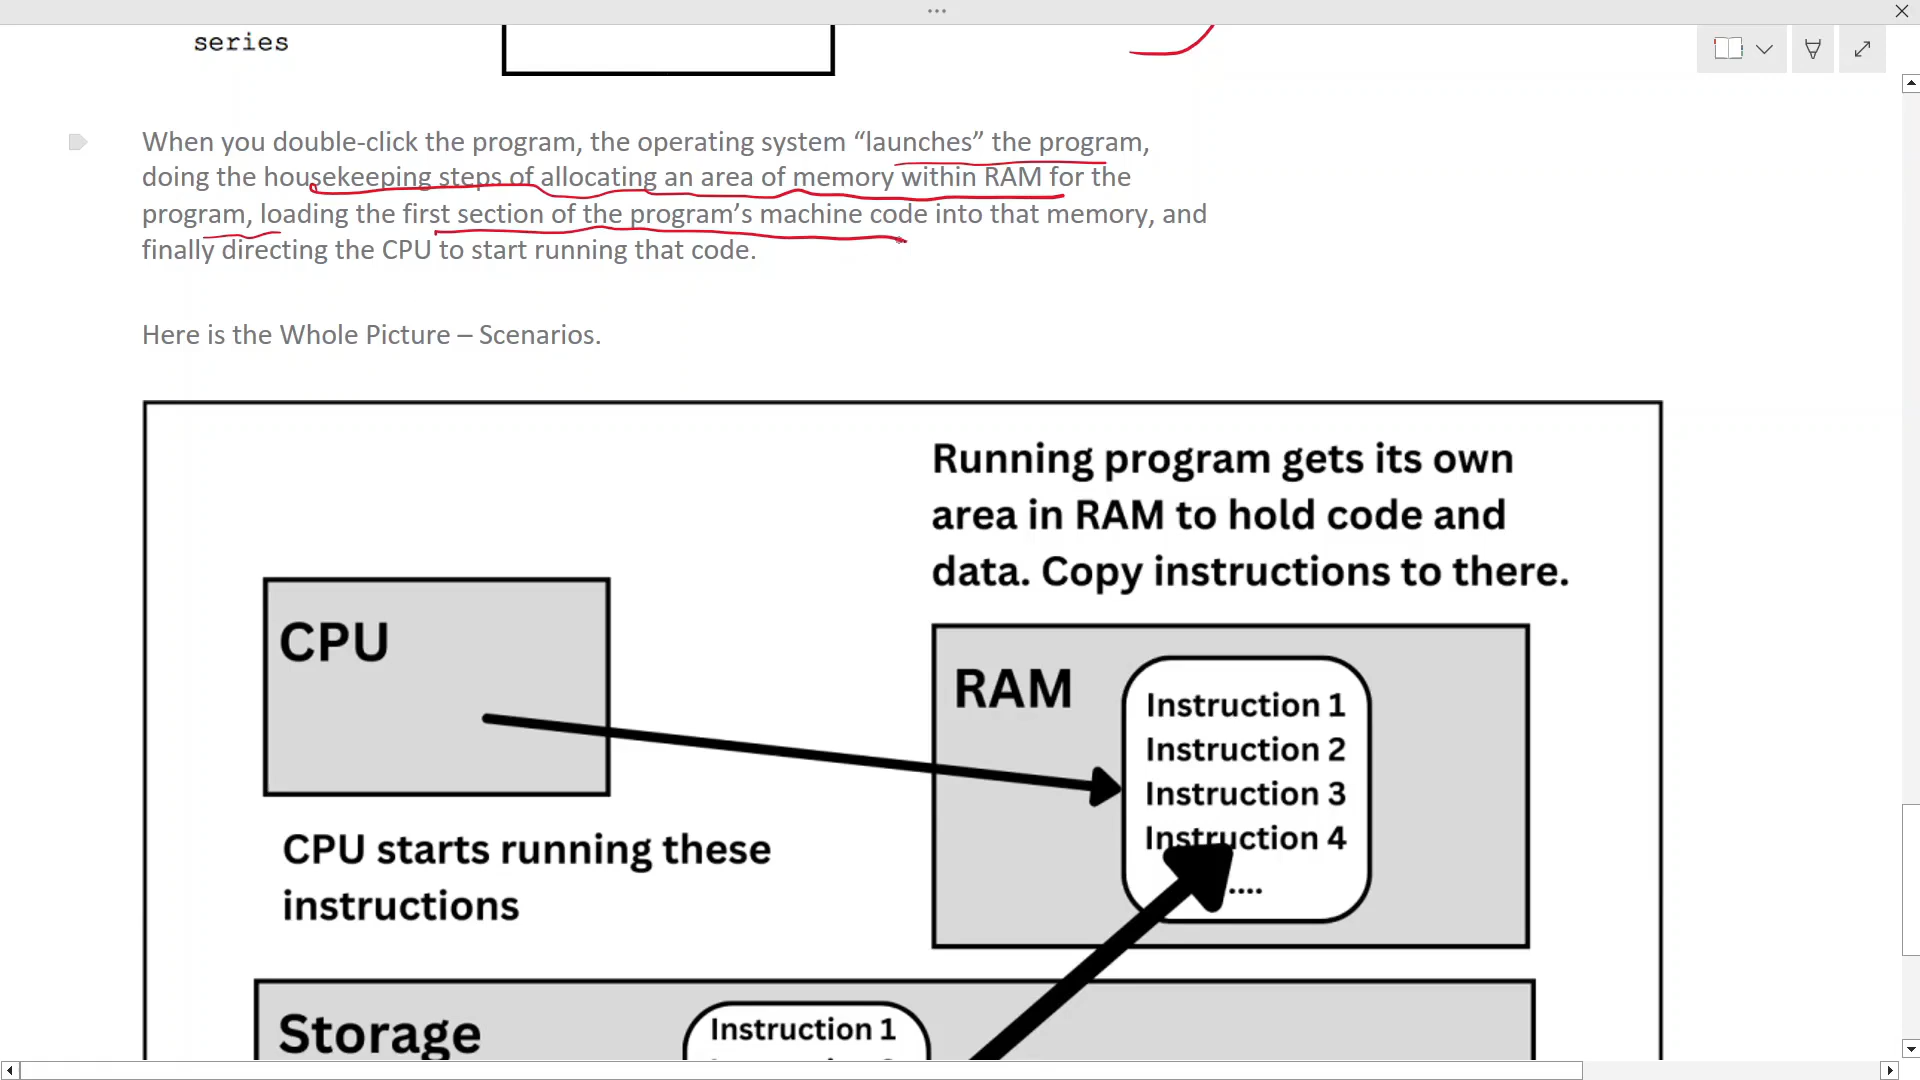 series
When you double-click the program, the operating system “launches” the program,
doing the housekeeping steps of allocating an area of memory within RAM for the
program, loading the first section of the program’s machine code into that memory, and
finally directing the CPU to start running that code.
Here is the Whole Picture – Scenarios.
Running program gets its own
area in RAM to hold code and
data. Copy instructions to there.
CPU
RAM
Instruction 1
Instruction 2
Instruction 3
Instruction 4
....
CPU starts running these
instructions
Storage
Instruction 1